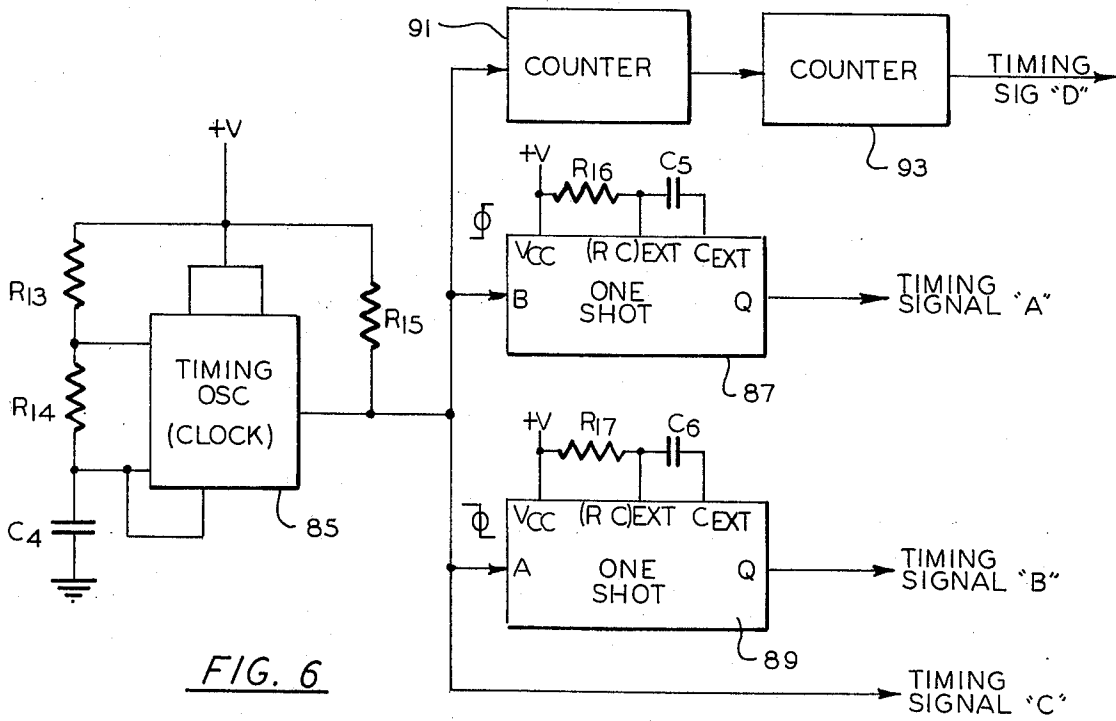 91
COUNTER
COUNTER
TIMING
SIG "D"
93
+V
R13
R14
C4
TIMING
OSC
(CLOCK)
85
R15
+V
R16
C5
VCC
(R C)EXT
CEXT
B
ONE
SHOT
Q
87
TIMING
SIGNAL "A"
+V
R17
C6
VCC
(R C)EXT
CEXT
A
ONE
SHOT
Q
89
TIMING
SIGNAL "B"
TIMING
SIGNAL "C"
FIG. 6